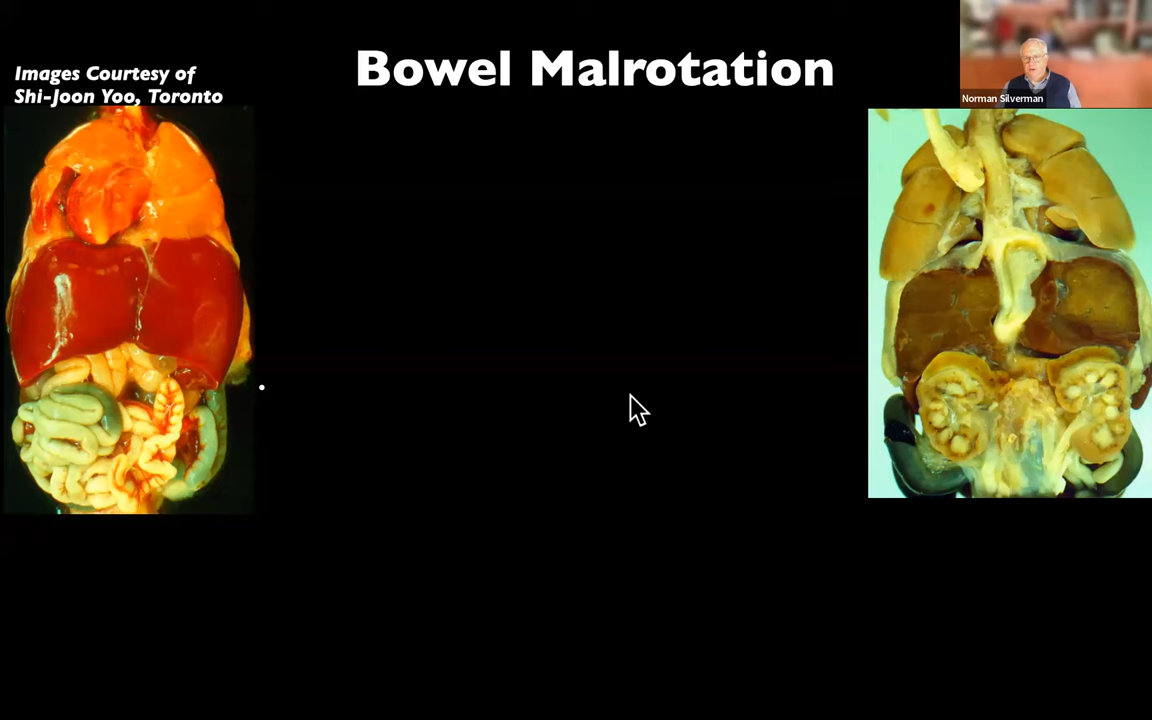 Images Courtesy of
Shi-Joon Yoo, Toronto
Bowel Malrotation
Norman Silverman